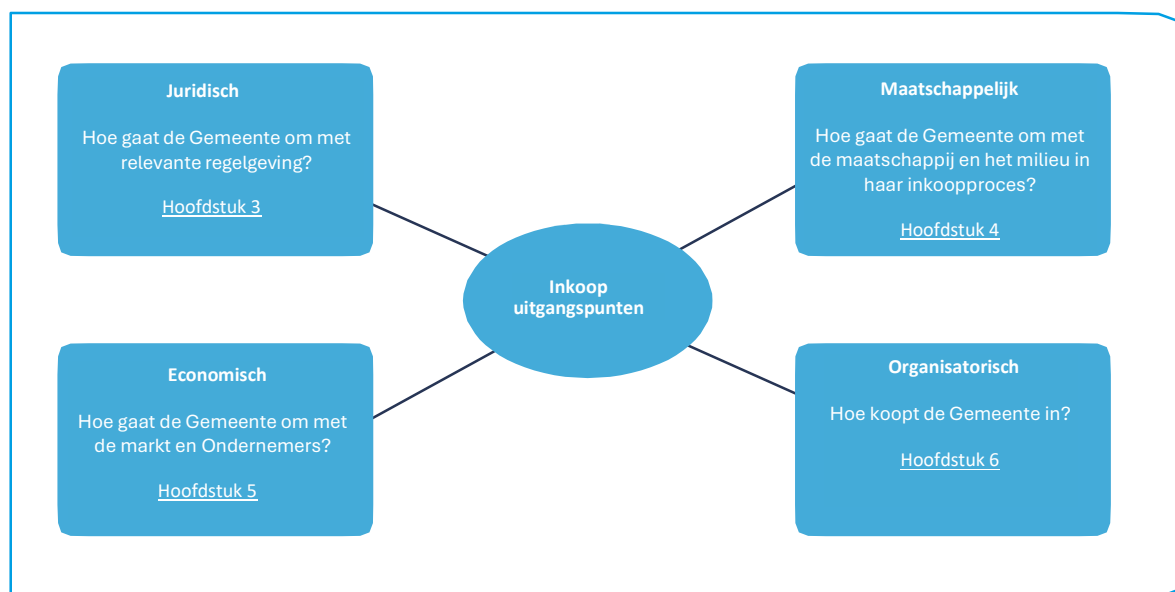 Juridisch
Hoe gaat de Gemeente om met
relevante regelgeving?
Hoofdstuk 3
Maatschappelijk
Hoe gaat de Gemeente om met
de maatschappij en het milieu in
haar inkoopproces?
Hoofdstuk 4
Inkoop
uitgangspunten
Economisch
Hoe gaat de Gemeente om met
de markt en Ondernemers?
Hoofdstuk 5
Organisatorisch
Hoe koopt de Gemeente in?
Hoofdstuk 6